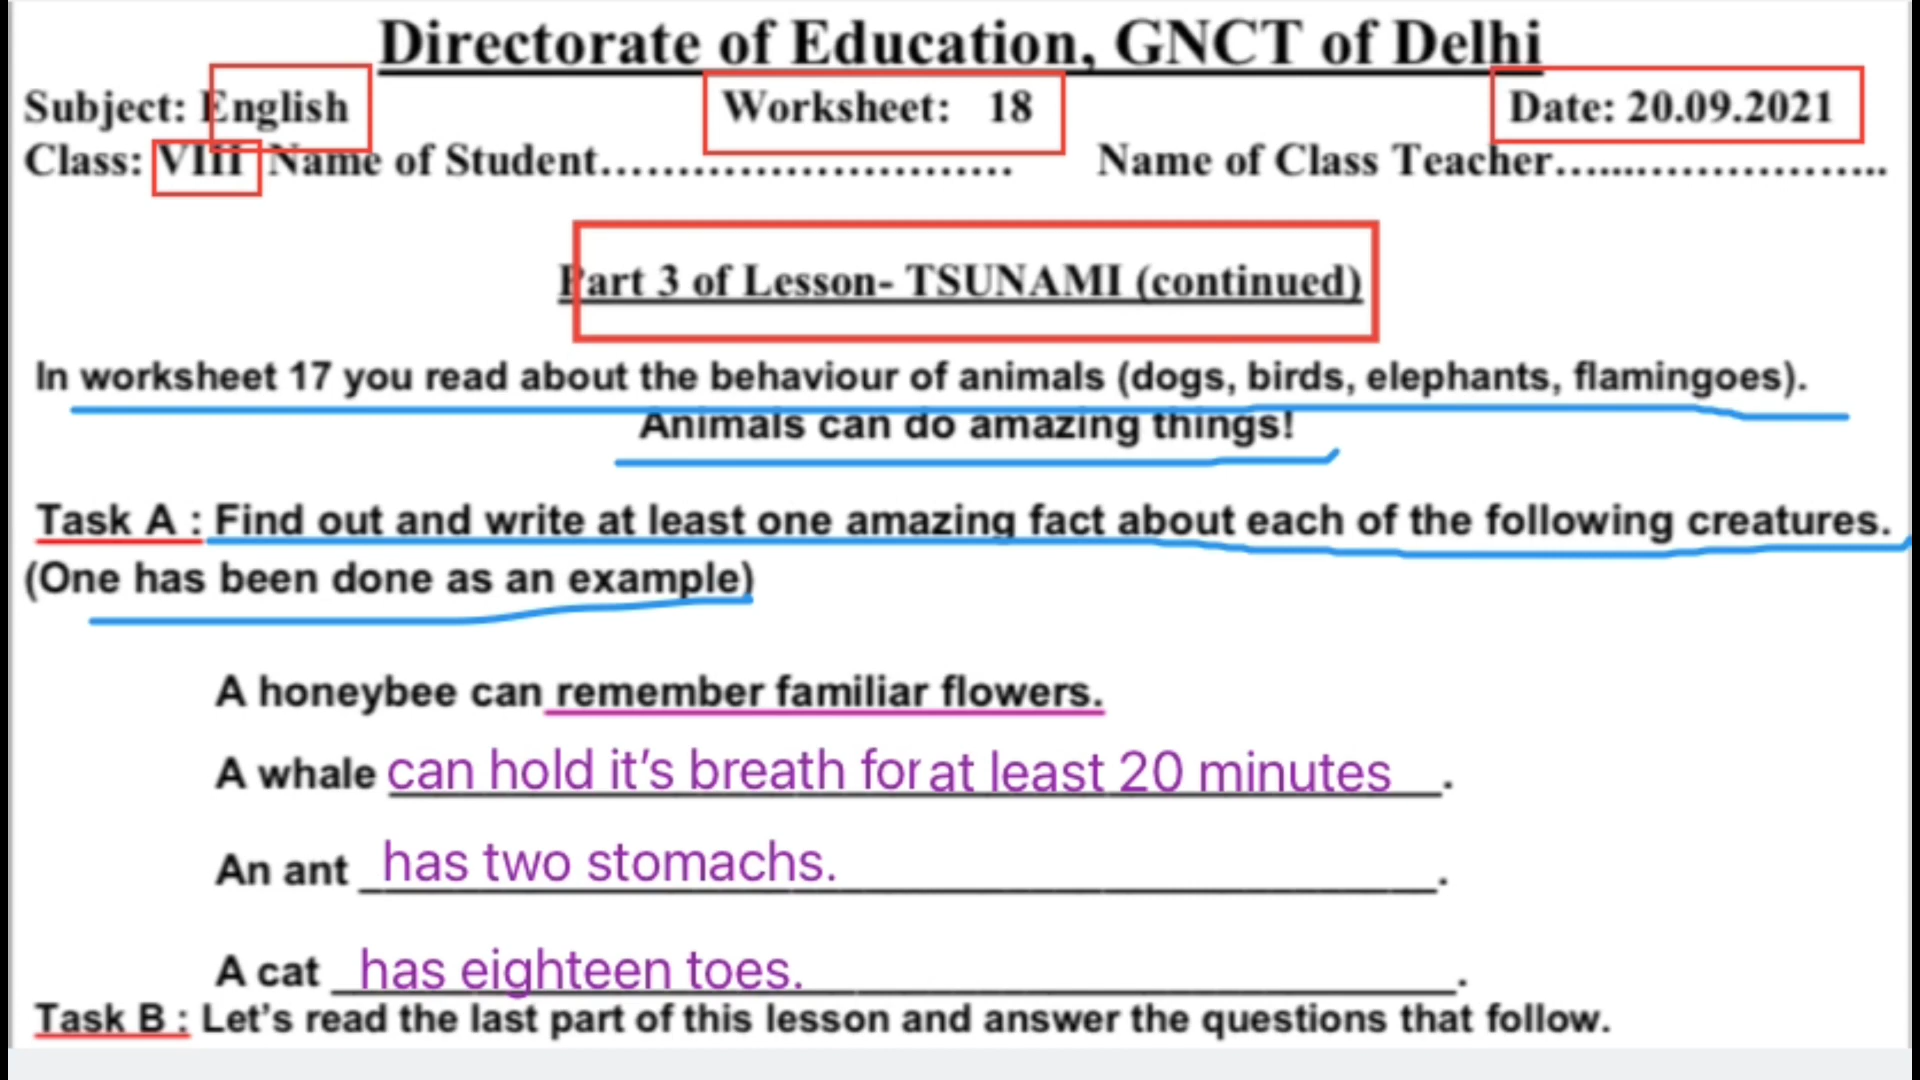 Directorate of Education, GNCT of Delhi
Subject: English Worksheet: 18 Date: 20.09.2021
Class: VIII Name of Student........................... Name of Class Teacher.........................
Part 3 of Lesson- TSUNAMI (continued)
In worksheet 17 you read about the behaviour of animals (dogs, birds, elephants, flamingoes).
Animals can do amazing things!
Task A : Find out and write at least one amazing fact about each of the following creatures.
(One has been done as an example)
A honeybee can remember familiar flowers.
A whale can hold it's breath for at least 20 minutes.
An ant has two stomachs. .
A cat has eighteen toes. .
Task B : Let's read the last part of this lesson and answer the questions that follow.